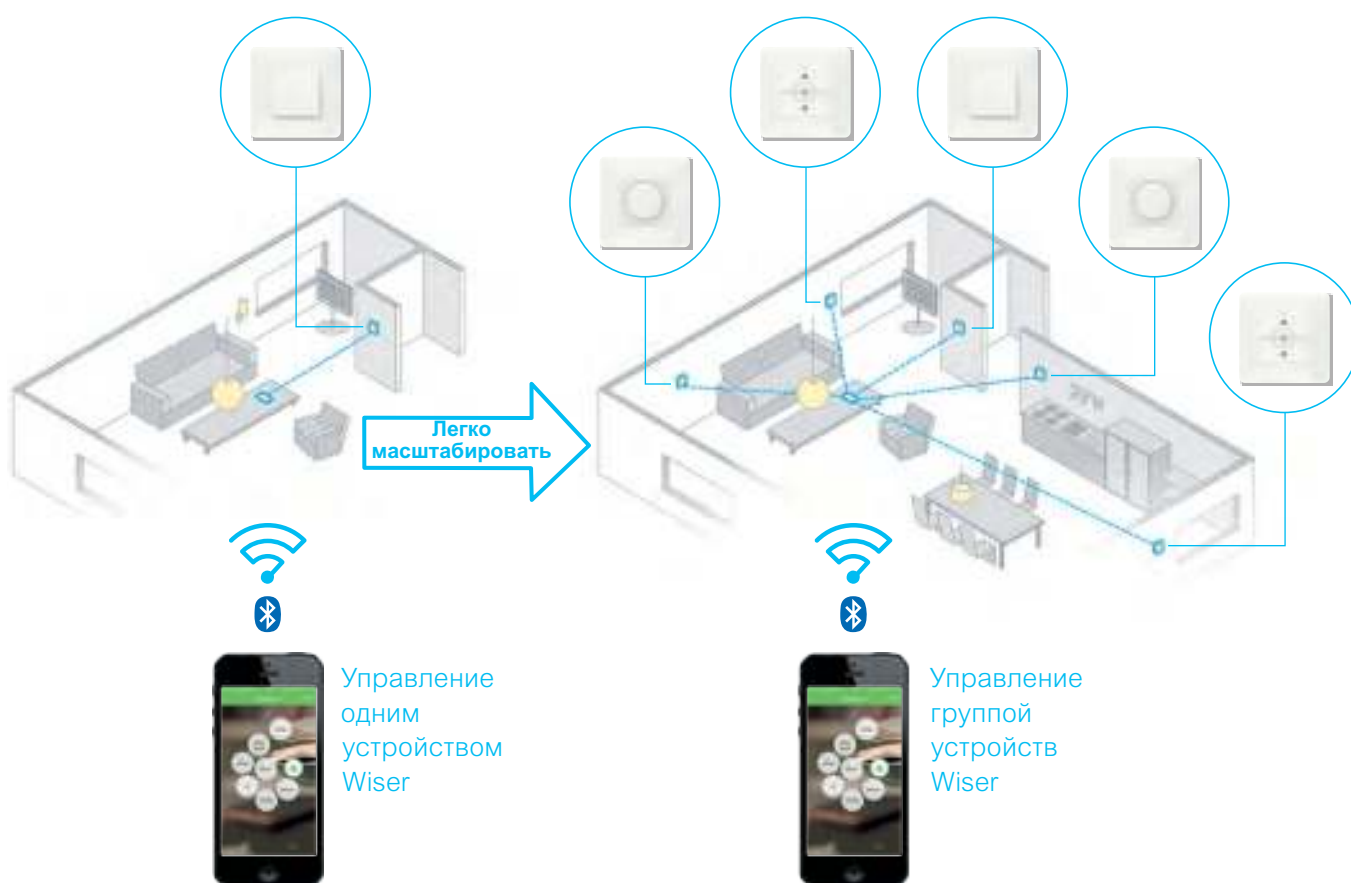 Легко
масштабировать
Управление
одним
устройством
Wiser
Управление
группой
устройств
Wiser